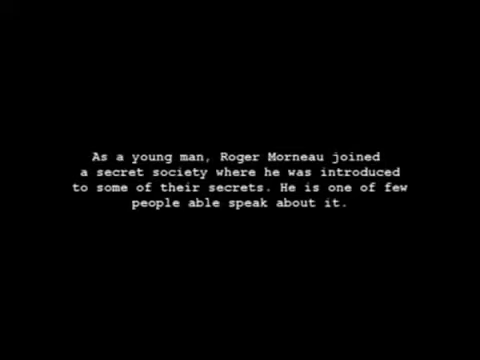 As a young man, Roger Morneau joined
a secret society where he was introduced
to some of their secrets. He is one of few
people able speak about it.